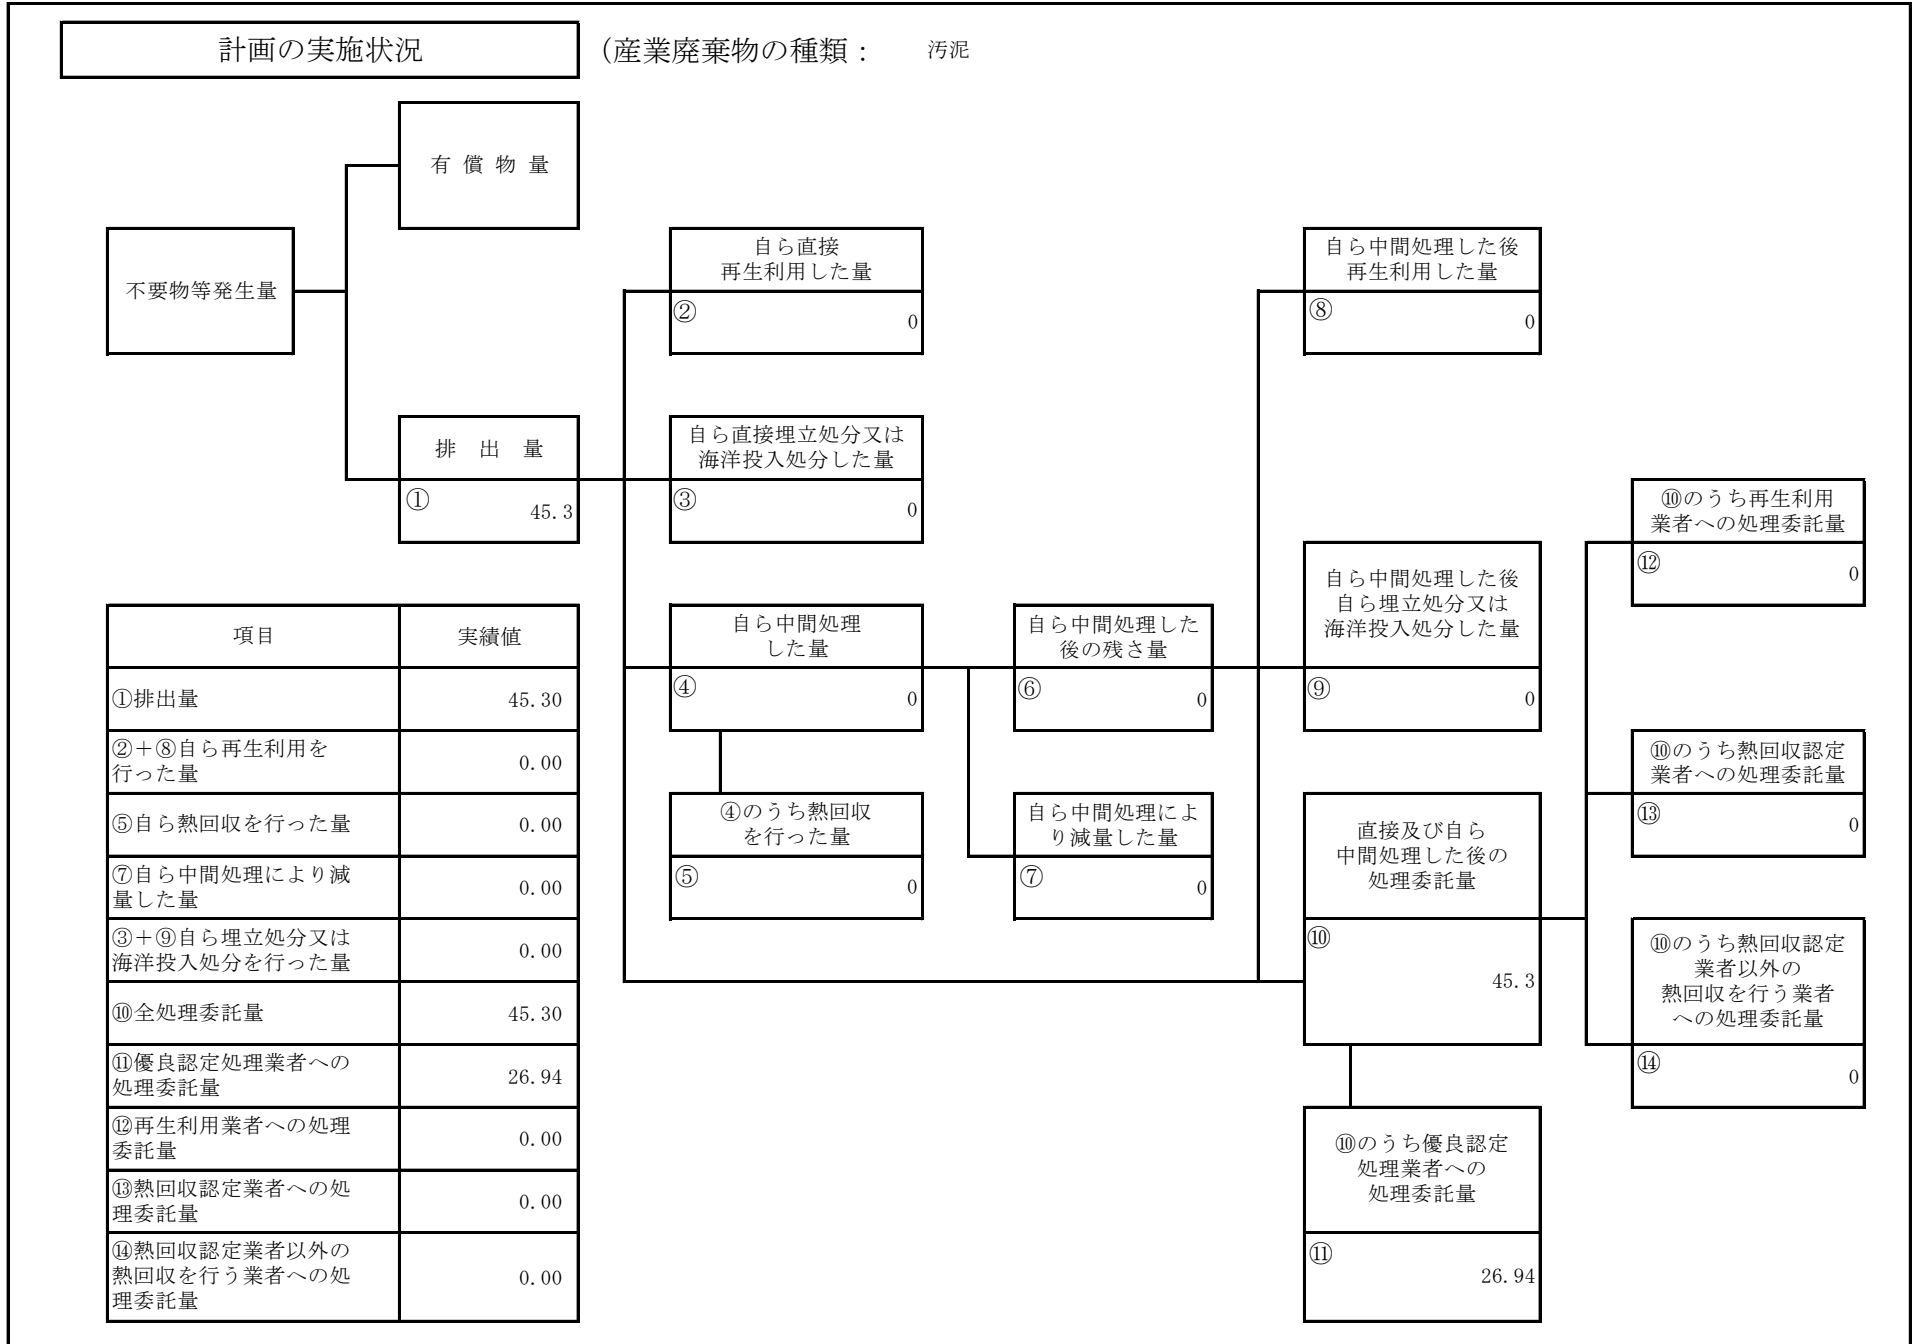 計画の実施状況
(産業廃棄物の種類： 汚泥
有 償 物 量
不要物等発生量
自ら直接
再生利用した量
②
0
自ら中間処理した後
再生利用した量
⑧
0
排 出 量
①
45.3
自ら直接埋立処分又は
海洋投入処分した量
③
0
⑩のうち再生利用
業者への処理委託量
⑫
0
自ら中間処理した後
自ら埋立処分又は
海洋投入処分した量
⑨
0
自ら中間処理
した量
④
0
自ら中間処理した
後の残さ量
⑥
0
⑩のうち熱回収認定
業者への処理委託量
⑬
0
④のうち熱回収
を行った量
⑤
0
自ら中間処理によ
り減量した量
⑦
0
直接及び自ら
中間処理した後の
処理委託量
⑩
45.3
⑩のうち熱回収認定
業者以外の
熱回収を行う業者
への処理委託量
⑭
0
⑩のうち優良認定
処理業者への
処理委託量
⑪
26.94
項目 実績値
①排出量 45.30
②＋⑧自ら再生利用を
行った量 0.00
⑤自ら熱回収を行った量 0.00
⑦自ら中間処理により減
量した量 0.00
③＋⑨自ら埋立処分又は
海洋投入処分を行った量 0.00
⑩全処理委託量 45.30
⑪優良認定処理業者への
処理委託量 26.94
⑫再生利用業者への処理
委託量 0.00
⑬熱回収認定業者への処
理委託量 0.00
⑭熱回収認定業者以外の
熱回収を行う業者への処
理委託量 0.00